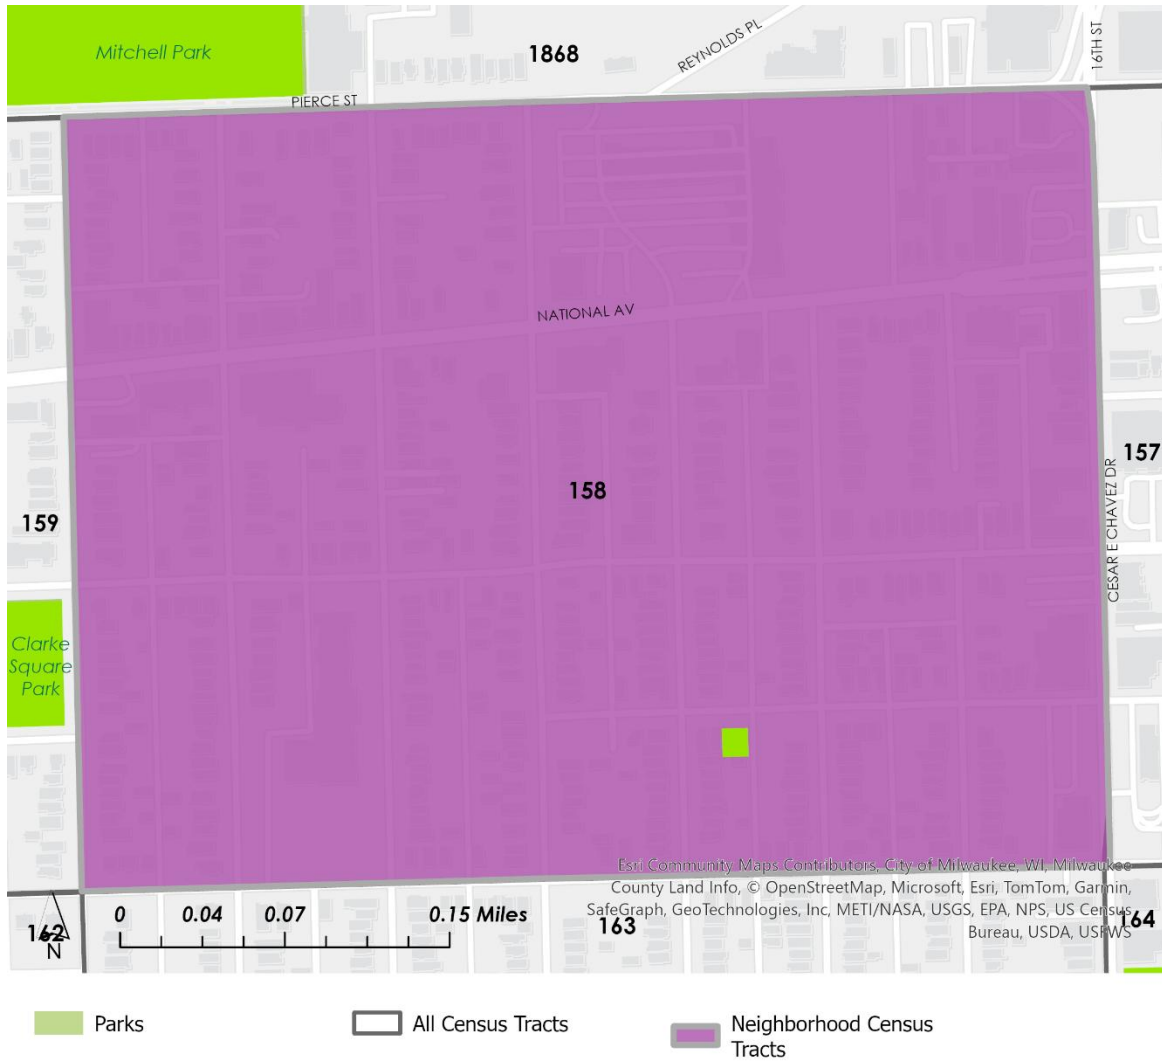 Mitchell Park
1868
REYNOLDS PL
16TH ST
PIERCE ST
NATIONAL AV
158
157
159
CESAR E CHAVEZ DR
Clarke
Square
Park
Esri Community Maps Contributors, City of Milwaukee, WI, Milwaukee
County Land Info, © OpenStreetMap, Microsoft, Esri, TomTom, Garmin,
SafeGraph, GeoTechnologies, Inc, METI/NASA, USGS, EPA, NPS, US Census
Bureau, USDA, USFWS
162
N
0 0.04 0.07 0.15 Miles
163
164
Parks
All Census Tracts
Neighborhood Census
Tracts